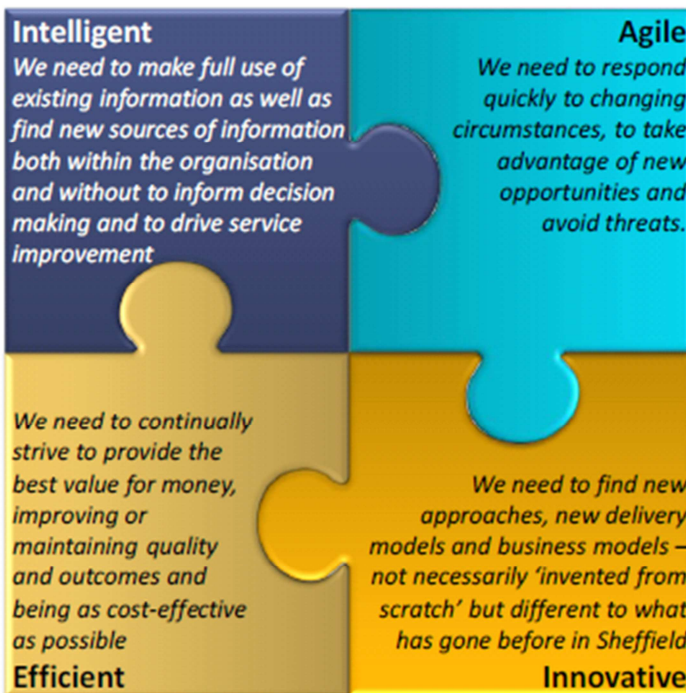 Intelligent
We need to make full use of
existing information as well as
find new sources of information
both within the organisation
and without to inform decision
making and to drive service
improvement
Agile
We need to respond
quickly to changing
circumstances, to take
advantage of new
opportunities and
avoid threats.
We need to continually
strive to provide the
best value for money,
improving or
maintaining quality
and outcomes and
being as cost-effective
as possible
Efficient
We need to find new
approaches, new delivery
models and business models –
not necessarily ‘invented from
scratch’ but different to what
has gone before in Sheffield
Innovative